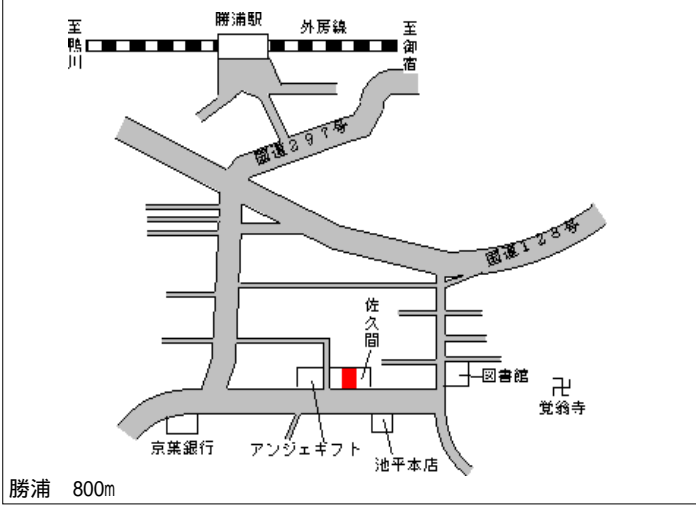 勝浦駅
外房線
至鴨川
至御宿
国道297号
国道128号
佐久間
図書館
卍
覚翁寺
京葉銀行
アンジェギフト
池平本店
勝浦 800m